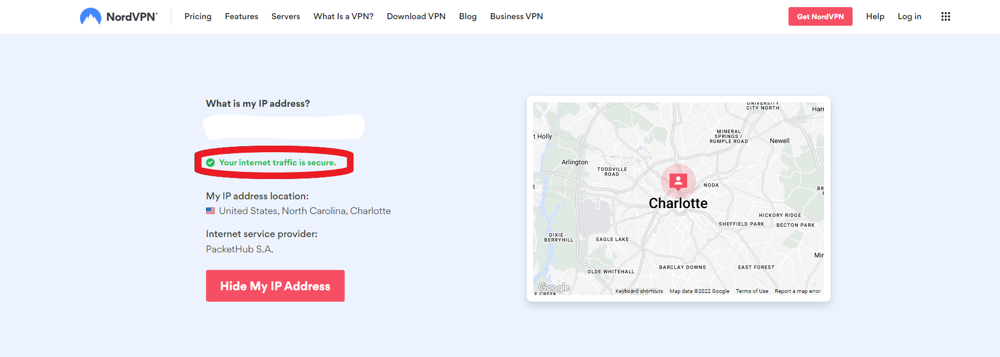 NordVPN®
Pricing
Features
Servers
What Is a VPN?
Download VPN
Blog
Business VPN
Get NordVPN
Help
Log in
What is my IP address?
Your internet traffic is secure.
My IP address location:
United States, North Carolina, Charlotte
Internet service provider:
PacketHub S.A.
Hide My IP Address
UNIVERSITY
CITY NORTH
Harr
MINERAL
SPRINGS /
RUMPLE ROAD
t Holly
Newell
Arlington
TODDVILLE
ROAD
NODA
t
BR
F
Charlotte
HICKORY RIDGE
SHEFFIELD PARK
BECTON PARK
DIXIE -
BERRYHILL
EAGLE LAKE
Min
OLDE WHITEHALL
BARCLAY DOWNS
EAST FOREST
Google
E CREEK
MONTCLAIRE
SOUTH
Keyboard shortcuts
Map data ©2022 Google
Terms of Use
Report a map error